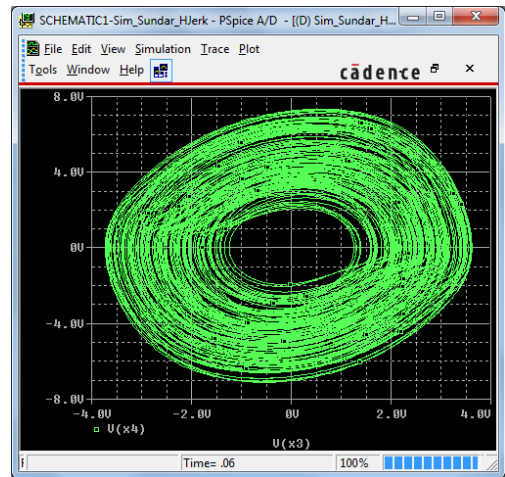 SCHEMATIC1-Sim_Sundar_HJerk - PSpice A/D - [(D) Sim_Sundar_H...
File Edit View Simulation Trace Plot
Tools Window Help
cādence
8.0V
4.0V
0V
-4.0V
-8.0V
-4.0V -2.0V 0V 2.0V 4.0V
V(x4)
V(x3)
Time= .06 100%